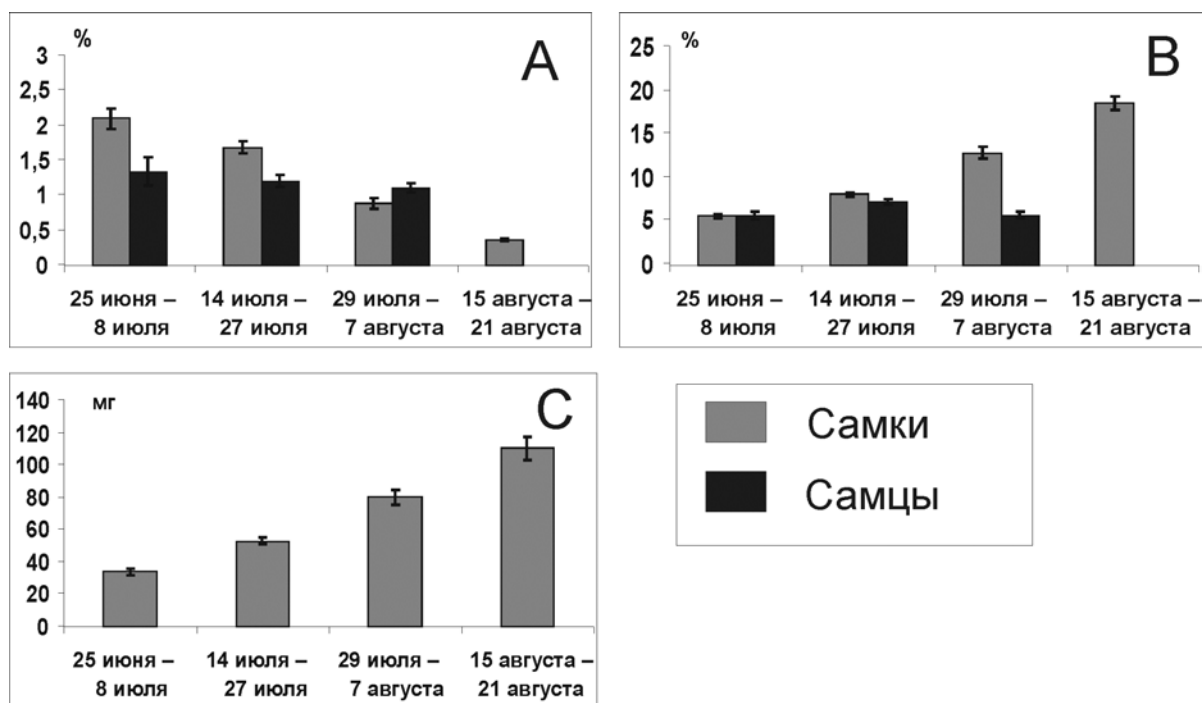 %
A
3
2,5
2
1,5
1
0,5
0
25 июня –
8 июля
14 июля –
27 июля
29 июля –
7 августа
15 августа –
21 августа
%
B
25
20
15
10
5
0
25 июня –
8 июля
14 июля –
27 июля
29 июля –
7 августа
15 августа –
21 августа
мг
C
140
120
100
80
60
40
20
0
25 июня –
8 июля
14 июля –
27 июля
29 июля –
7 августа
15 августа –
21 августа
Самки
Самцы